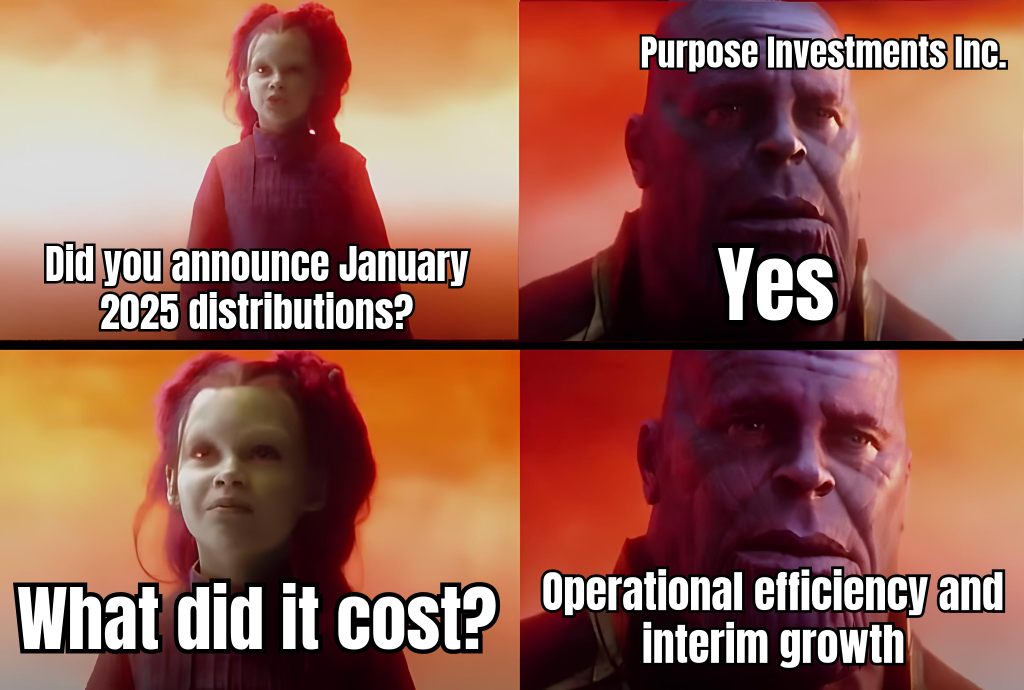 Did you announce January
2025 distributions?
Purpose Investments Inc.
Yes
What did it cost?
Operational efficiency and
interim growth